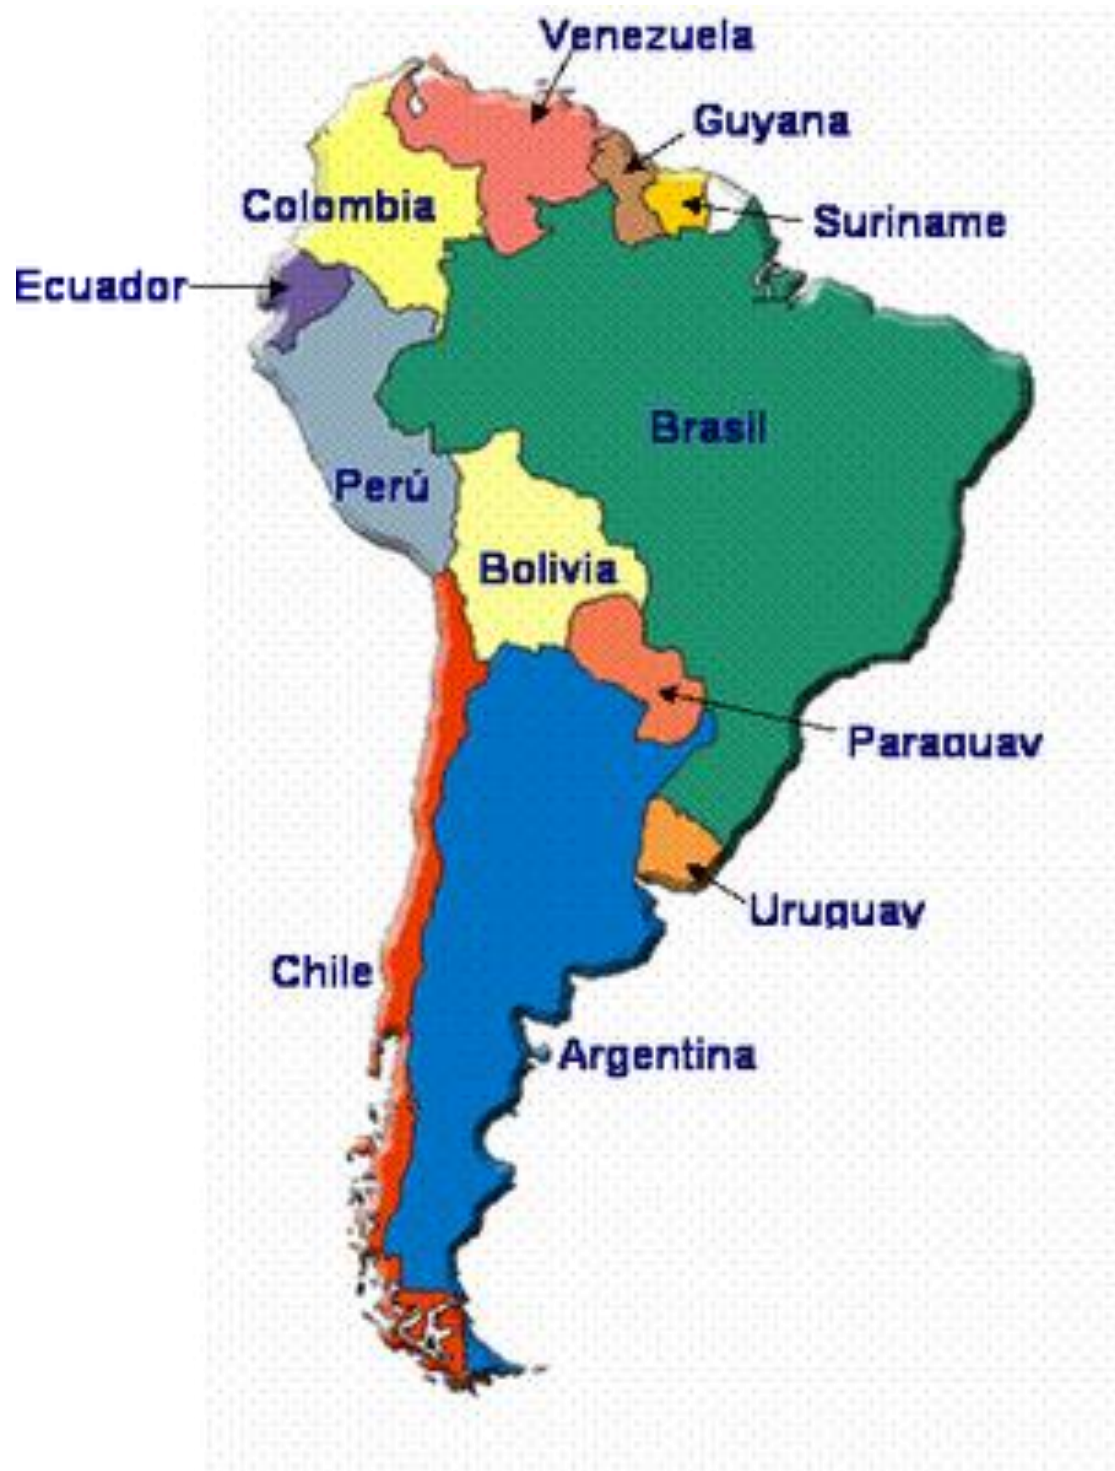 Venezuela
Guyana
Colombia
Suriname
Ecuador
Brasil
Perú
Bolivia
Paraguay
Uruguay
Chile
Argentina